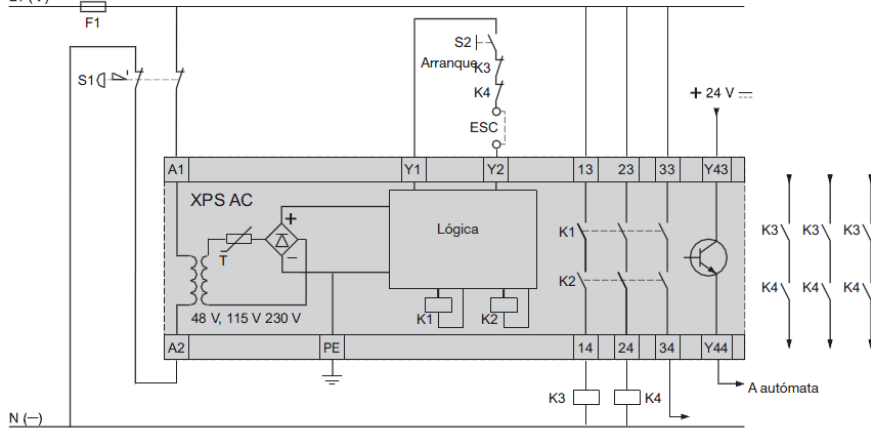 F1
S1
S2
Arranque
K3
K4
ESC
+ 24 V
A1
Y1
Y2
13
23
33
Y43
XPS AC
+
−
T
48 V, 115 V 230 V
Lógica
K1
K2
K1
K2
K3
K3
K3
K4
K4
K4
A2
PE
14
24
34
Y44
K3
K4
A autómata
N (−)